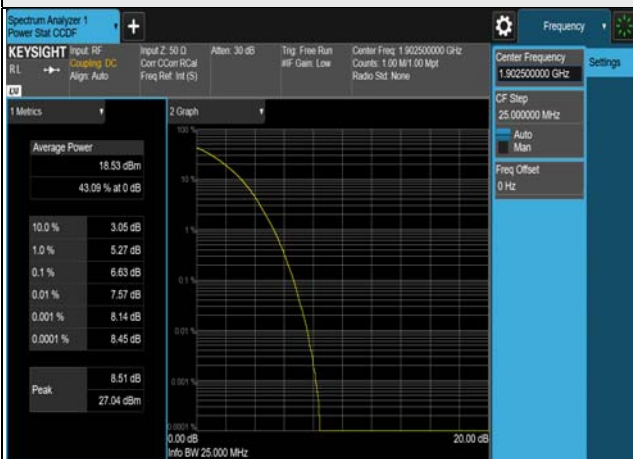 Spectrum Analyzer 1
Power Stat CCDF
Frequency
KEYSIGHT
RL
LV
Input: RF
Coupling: DC
Align: Auto
Input Z: 50 Ω
Corr CCorr RCal
Freq Ref: Int (S)
Atten: 30 dB
Trig: Free Run
#IF Gain: Low
Center Freq: 1.902500000 GHz
Counts: 1.00 M/1.00 Mpt
Radio Std: None
Center Frequency
1.902500000 GHz
Settings
CF Step
25.000000 MHz
Auto
Man
Freq Offset
0 Hz
1 Metrics
Average Power
18.53 dBm
43.09 % at 0 dB
10.0 % 3.05 dB
1.0 % 5.27 dB
0.1 % 6.63 dB
0.01 % 7.57 dB
0.001 % 8.14 dB
0.0001 % 8.45 dB
Peak
8.51 dB
27.04 dBm
2 Graph
100 %
10 %
1 %
0.1 %
0.01 %
0.001 %
0.0001 %
0.00 dB
20.00 dB
Info BW 25.000 MHz